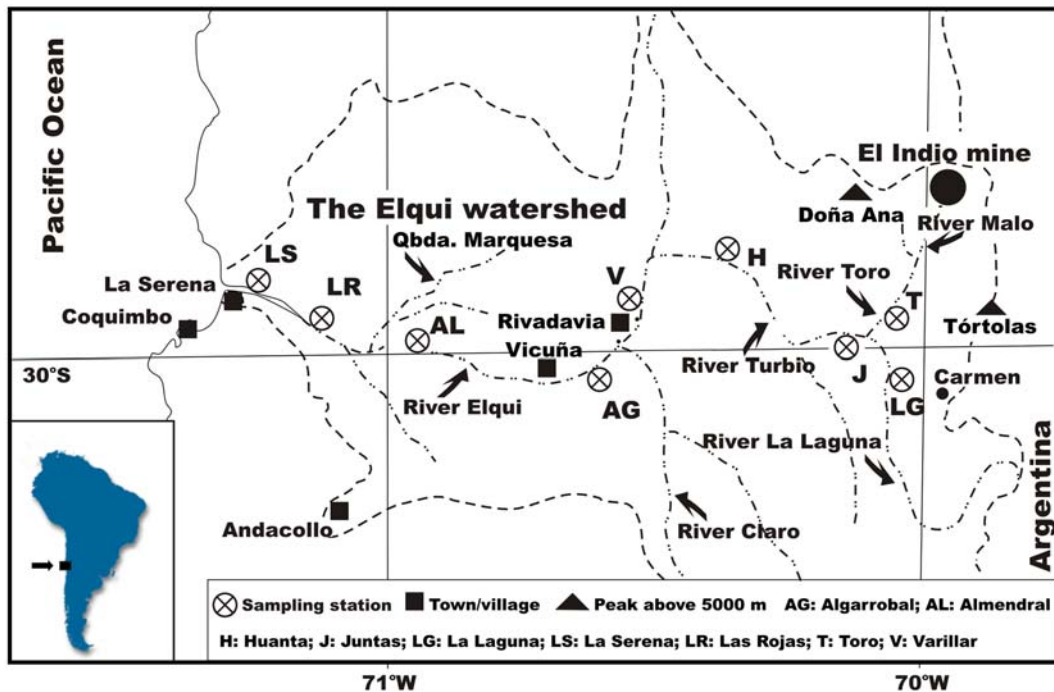 Pacific Ocean
El Indio mine
The Elqui watershed
Doña Ana
River Malo
Qbda. Marquesa
LS
H
V
River Toro
La Serena
LR
T
Coquimbo
AL
Rivadavia
Tórtolas
Vicuña
River Turbio
J
30°S
Carmen
River Elqui
AG
LG
River La Laguna
Andacollo
River Claro
Argentina
Sampling station Town/village Peak above 5000 m AG: Algarrobal; AL: Almendral
H: Huanta; J: Juntas; LG: La Laguna; LS: La Serena; LR: Las Rojas; T: Toro; V: Varillar
71°W
70°W